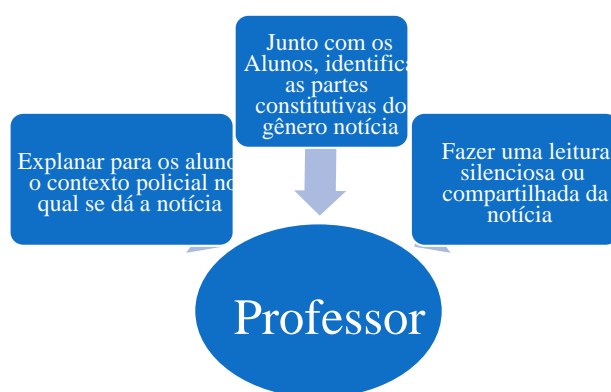 Junto com os
Alunos, identifica
as partes
constitutivas do
gênero notícia
Explanar para os aluno
o contexto policial no
qual se dá a notícia
Fazer uma leitura
silenciosa ou
compartilhada da
notícia
Professor